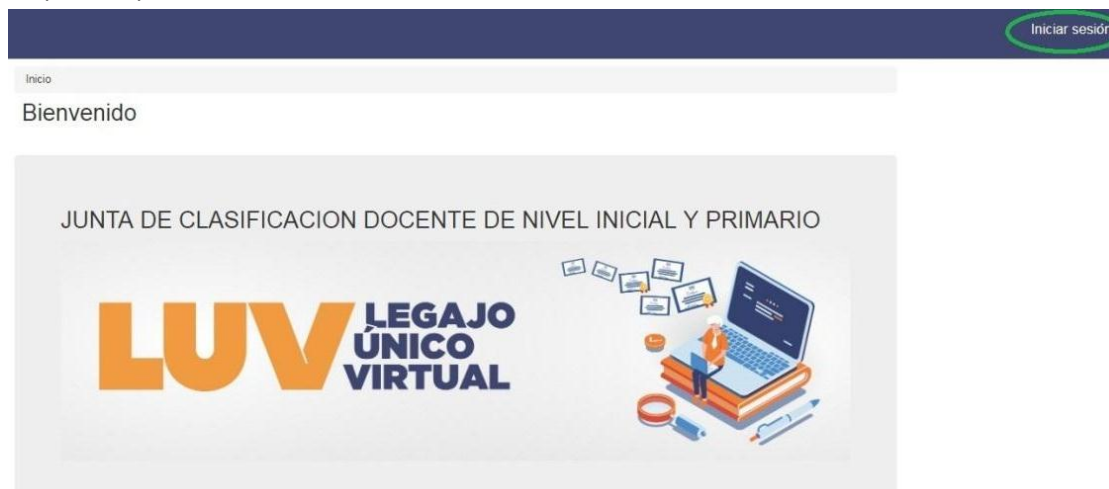 Iniciar sesión
Inicio
Bienvenido
JUNTA DE CLASIFICACION DOCENTE DE NIVEL INICIAL Y PRIMARIO
LUV LEGAJO
ÚNICO
VIRTUAL